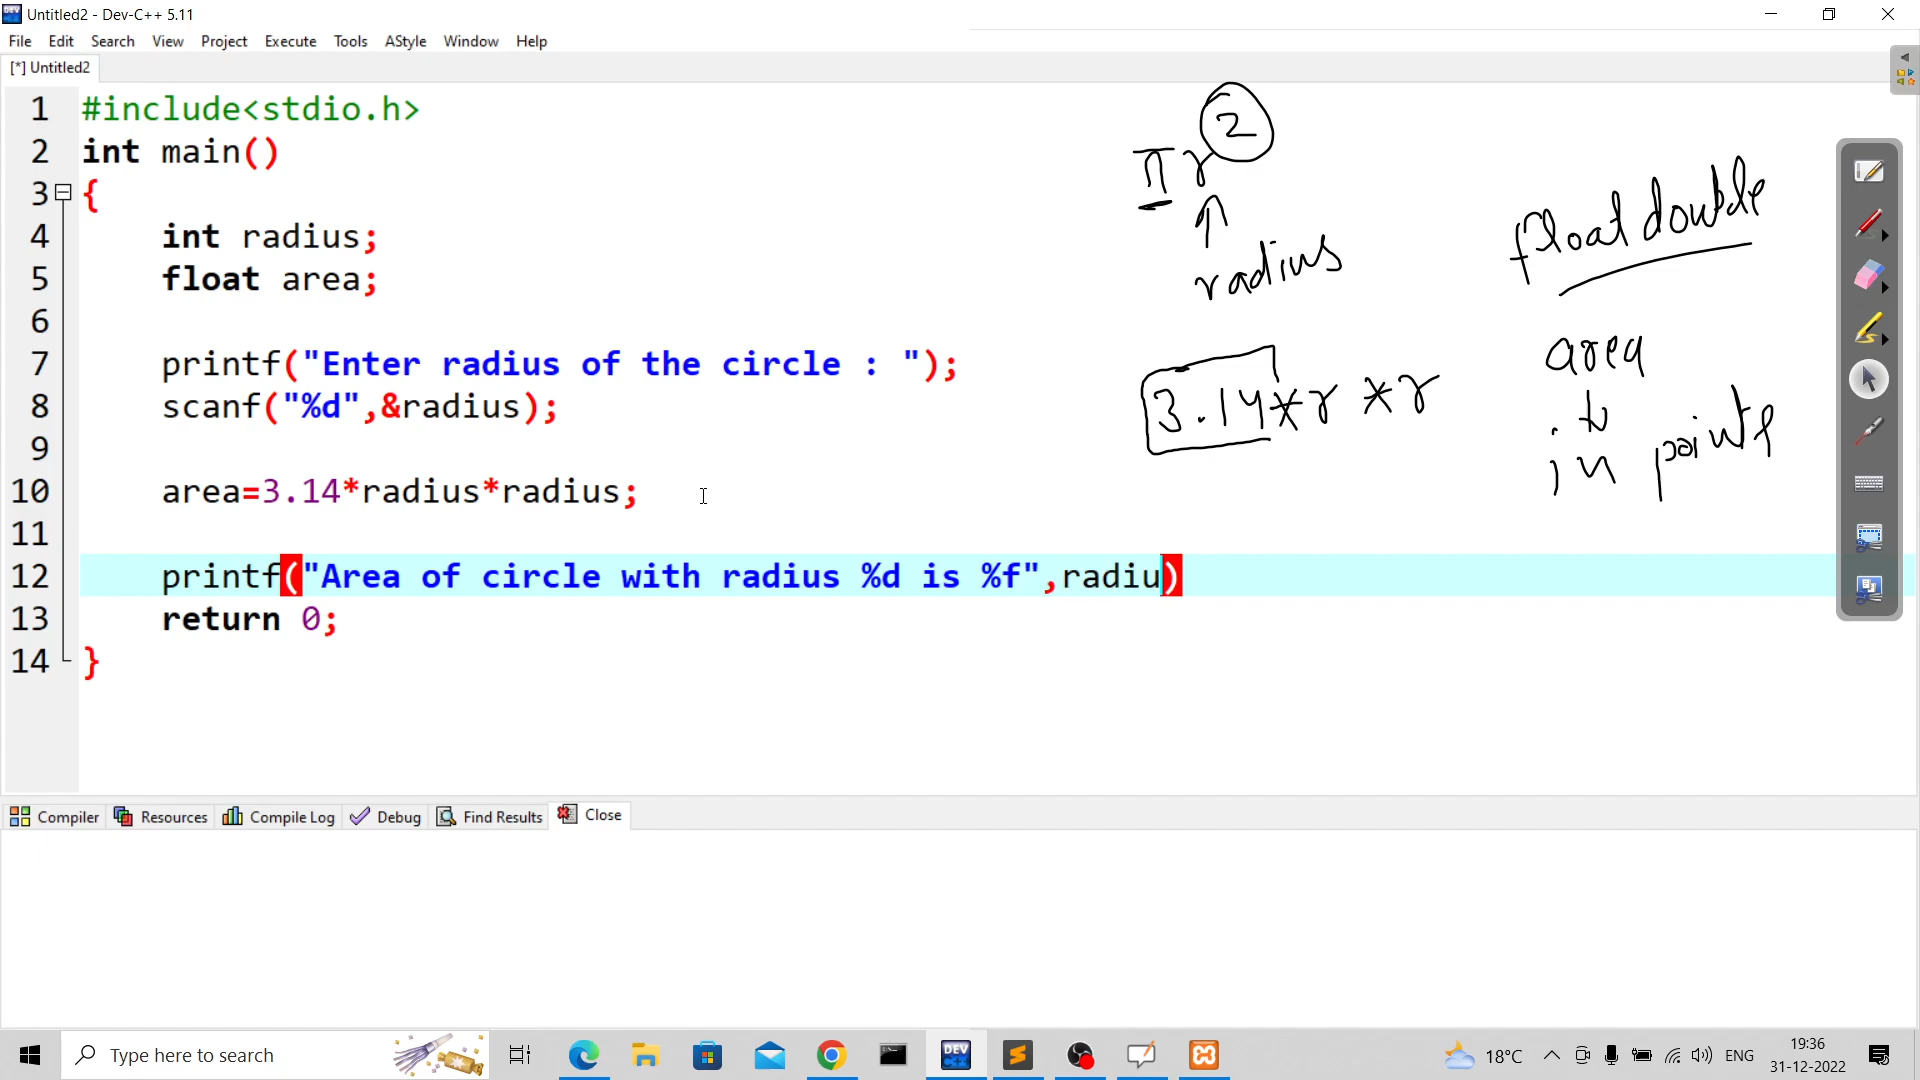 Untitled2 - Dev-C++ 5.11
File Edit Search View Project Execute Tools AStyle Window Help
[*] Untitled2
1 #include<stdio.h>
2 int main()
3 {
4 int radius;
5 float area;
6
7 printf("Enter radius of the circle : ");
8 scanf("%d",&radius);
9
10 area=3.14*radius*radius;
11
12 printf("Area of circle with radius %d is %f",radiu)
13 return 0;
14 }
π r 2
radius
3.14*r *r
float double
area
in points
Compiler Resources Compile Log Debug Find Results Close
Type here to search
DEV
18°C ENG
19:36
31-12-2022